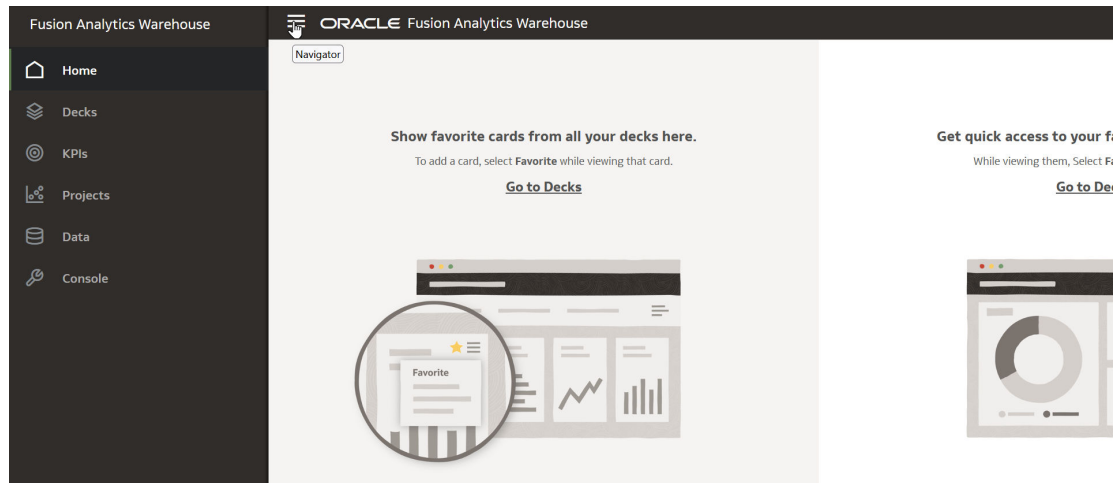 Fusion Analytics Warehouse
ORACLE Fusion Analytics Warehouse
Navigator
Home
Decks
KPIs
Projects
Data
Console
Show favorite cards from all your decks here.
To add a card, select Favorite while viewing that card.
Go to Decks
Favorite
Get quick access to your
While viewing them, Select
Go to